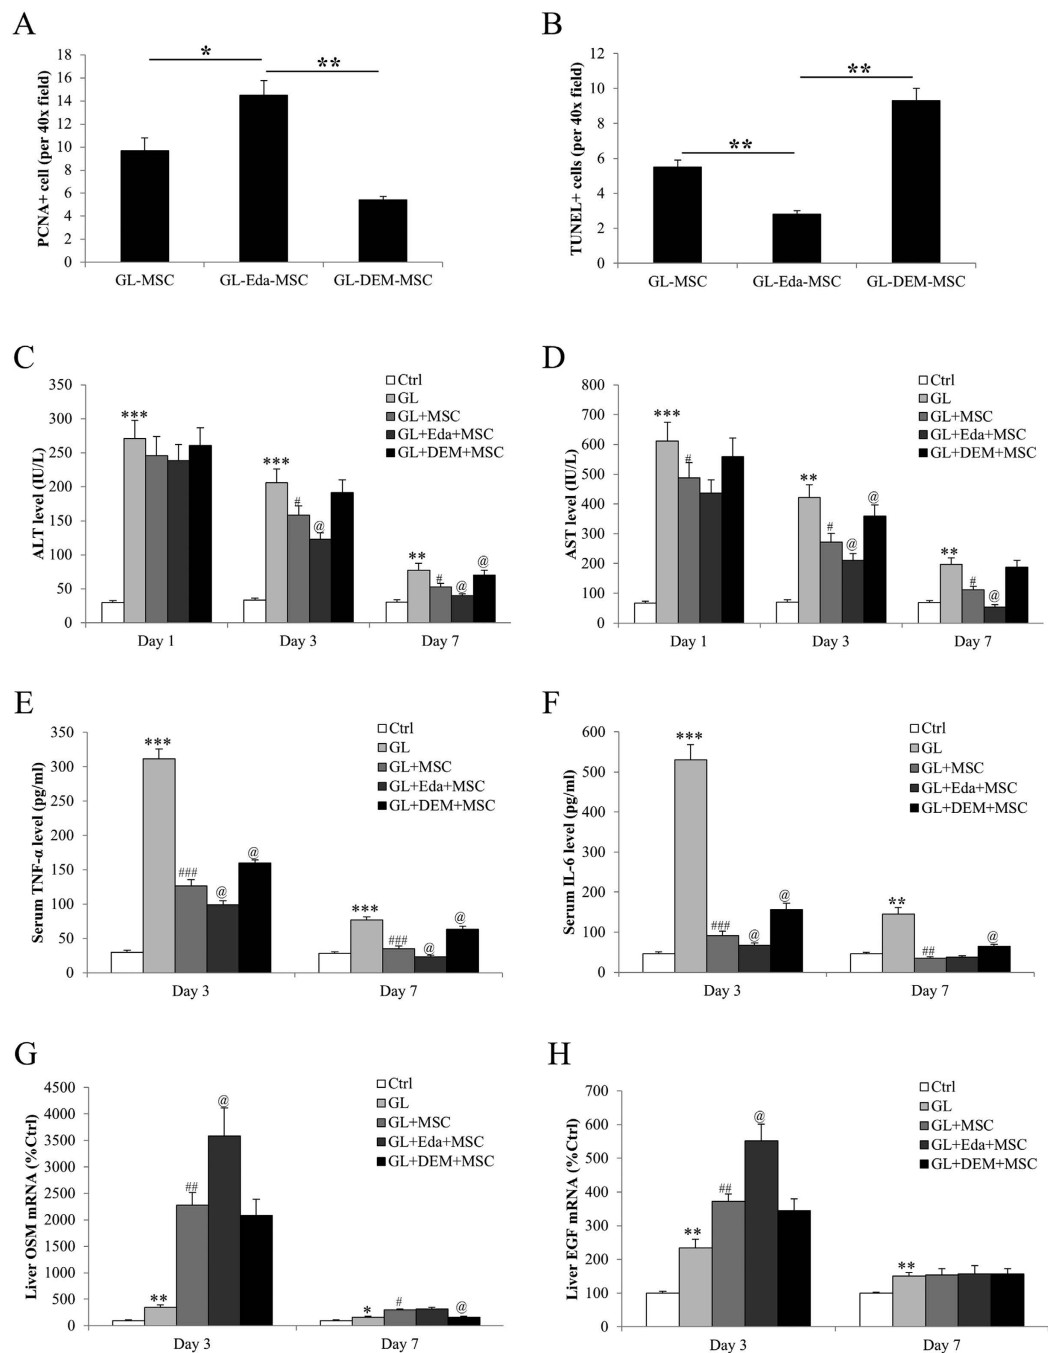 A
PCNA+ cell (per 40x field)
18
16
14
12
10
8
6
4
2
0
*
**
GL-MSC
GL-Eda-MSC
GL-DEM-MSC
B
TUNEL+ cells (per 40x field)
12
10
8
6
4
2
0
**
**
GL-MSC
GL-Eda-MSC
GL-DEM-MSC
C
ALT level (IU/L)
350
300
250
200
150
100
50
0
Ctrl
GL
GL+MSC
GL+Eda+MSC
GL+DEM+MSC
***
***
#
@
**
#
@
@
Day 1
Day 3
Day 7
D
AST level (IU/L)
800
700
600
500
400
300
200
100
0
Ctrl
GL
GL+MSC
GL+Eda+MSC
GL+DEM+MSC
***
#
**
#
@
@
**
#
@
Day 1
Day 3
Day 7
E
Serum TNF-α level (pg/ml)
350
300
250
200
150
100
50
0
Ctrl
GL
GL+MSC
GL+Eda+MSC
GL+DEM+MSC
***
###
@
@
***
###
@
@
Day 3
Day 7
F
Serum IL-6 level (pg/ml)
600
500
400
300
200
100
0
Ctrl
GL
GL+MSC
GL+Eda+MSC
GL+DEM+MSC
***
###
@
@
**
##
@
Day 3
Day 7
G
Liver OSM mRNA (%Ctrl)
4500
4000
3500
3000
2500
2000
1500
1000
500
0
Ctrl
GL
GL+MSC
GL+Eda+MSC
GL+DEM+MSC
**
##
@
*
#
@
Day 3
Day 7
H
Liver EGF mRNA (%Ctrl)
700
600
500
400
300
200
100
0
Ctrl
GL
GL+MSC
GL+Eda+MSC
GL+DEM+MSC
**
##
@
**
Day 3
Day 7